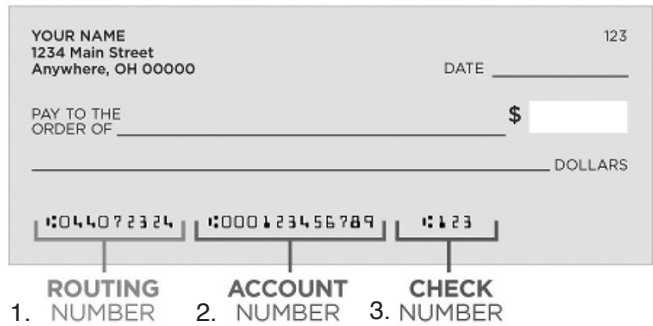 YOUR NAME 123
1234 Main Street
Anywhere, OH 00000
DATE
PAY TO THE
ORDER OF $
DOLLARS
⑆044072324 ⑆000123456789 ⑆123
1. ROUTING NUMBER 2. ACCOUNT NUMBER 3. CHECK NUMBER